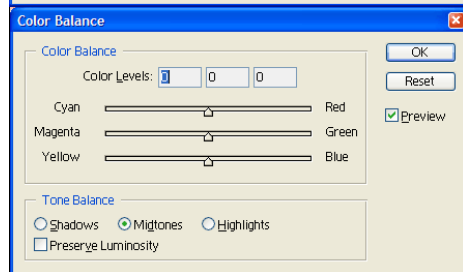 Color Balance
Color Balance
OK
Color Levels: 0 0 0
Reset
Cyan Red
Preview
Magenta Green
Yellow Blue
Tone Balance
Shadows Midtones Highlights
Preserve Luminosity